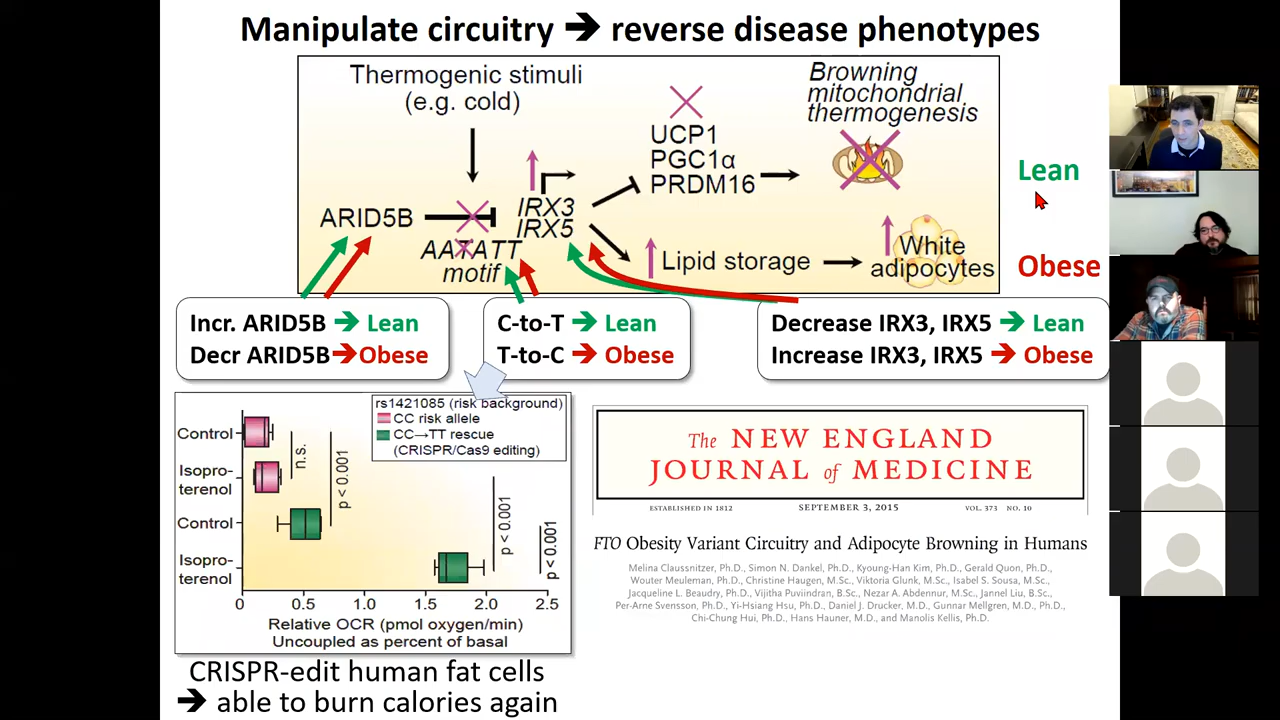 Manipulate circuitry ➔ reverse disease phenotypes
Thermogenic stimuli
(e.g. cold)
Browning
mitochondrial
thermogenesis
UCP1
PGC1α
PRDM16
ARID5B
IRX3
IRX5
AATATT
motif
Lipid storage
White
adipocytes
Lean
Obese
Incr. ARID5B ➔ Lean
Decr ARID5B➔Obese
C-to-T ➔ Lean
T-to-C ➔ Obese
Decrease IRX3, IRX5 ➔ Lean
Increase IRX3, IRX5 ➔ Obese
rs1421085 (risk background)
CC risk allele
CC→TT rescue
(CRISPR/Cas9 editing)
Control
Isopro-
terenol
Control
Isopro-
terenol
n.s.
p < 0.001
p < 0.001
p < 0.001
0 0.5 1.0 1.5 2.0 2.5
Relative OCR (pmol oxygen/min)
Uncoupled as percent of basal
CRISPR-edit human fat cells
➔ able to burn calories again
The NEW ENGLAND
JOURNAL of MEDICINE
ESTABLISHED IN 1812 SEPTEMBER 3, 2015 VOL. 373 NO. 10
FTO Obesity Variant Circuitry and Adipocyte Browning in Humans
Melina Claussnitzer, Ph.D., Simon N. Dankel, Ph.D., Kyoung-Han Kim, Ph.D., Gerald Quon, Ph.D.,
Wouter Meuleman, Ph.D., Christine Haugen, M.Sc., Viktoria Glunk, M.Sc., Isabel S. Sousa, M.Sc.,
Jacqueline L. Beaudry, Ph.D., Vijitha Puviindran, B.Sc., Nezar A. Abdennur, M.Sc., Jannel Liu, B.Sc.,
Per-Arne Svensson, Ph.D., Yi-Hsiang Hsu, Ph.D., Daniel J. Drucker, M.D., Gunnar Mellgren, M.D., Ph.D.,
Chi-Chung Hui, Ph.D., Hans Hauner, M.D., and Manolis Kellis, Ph.D.